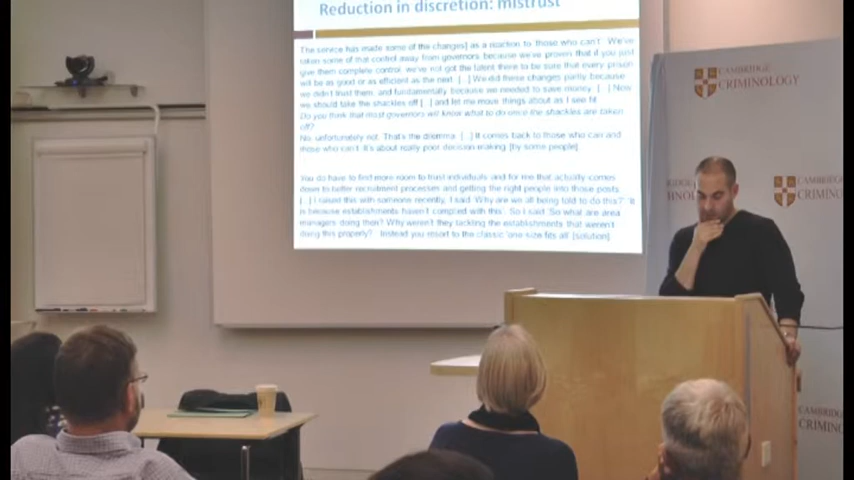 Reduction in discretion: mistrust
The service has made some of the changes] as a reaction to those who can't. We've
taken some of that control away from governors because we've proven that if you just
give them complete control, we've not got the talent there to be sure that every prison
will be as good or as efficient as the next. [...] We did these changes partly because
we didn't trust them, and fundamentally because we needed to save money. [...] Now
we should take the shackles off [...] and let me move things about as I see fit
Do you think that most governors will know what to do once the shackles are taken
off?
No, unfortunately not. That's the dilemma. [...] It comes back to those who can and
those who can't. It's about really poor decision making [by some people].
You do have to find more room to trust individuals and for me that actually comes
down to better recruitment processes and getting the right people into those posts.
[...] I raised this with someone recently, I said 'Why are we all being told to do this?' 'It
is because establishments haven't complied with this'. So I said 'So what are area
managers doing then? Why weren't they tackling the establishments that weren't
doing this properly?' Instead you resort to the classic 'one size fits all' [solution].
CAMBRIDGE
CRIMINOLOGY
CRIMINO
CAMBRIDG
CRIMINO